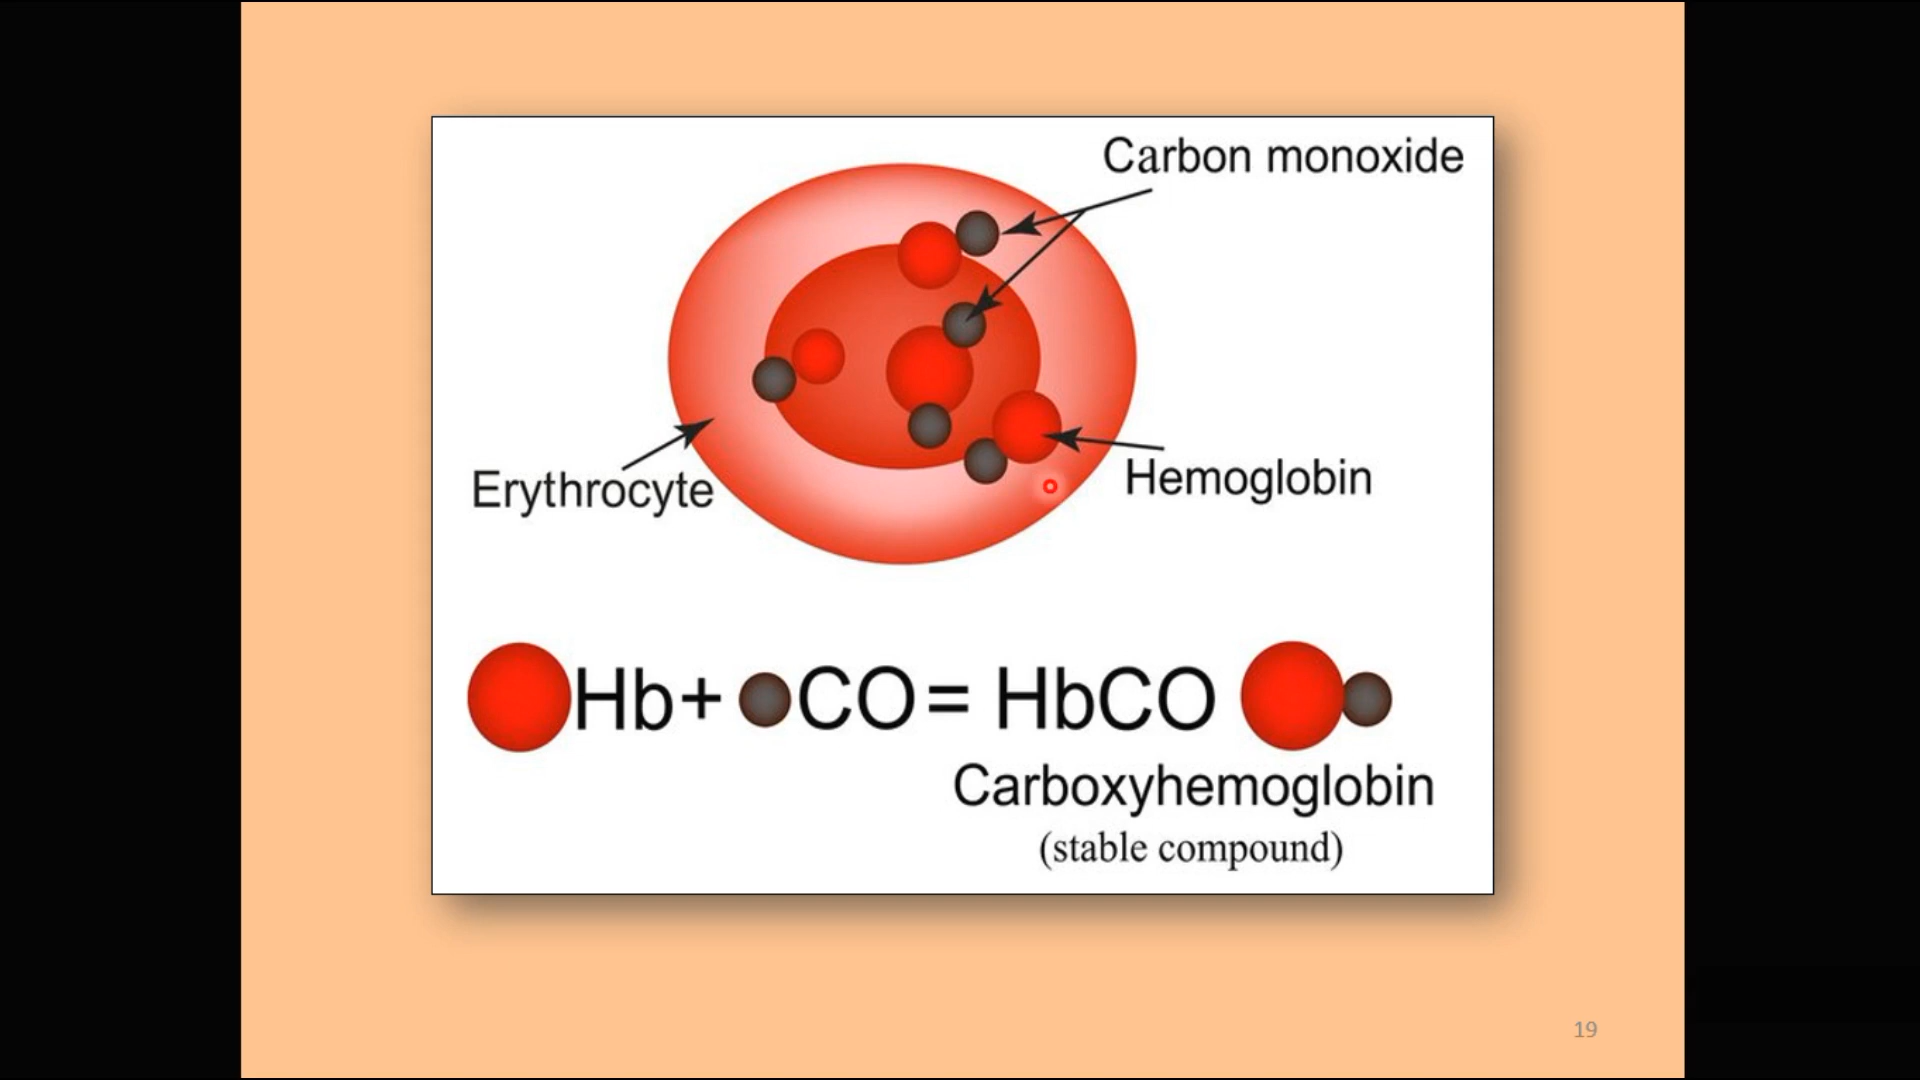 Carbon monoxide
Erythrocyte
Hemoglobin
Hb+ CO= HbCO
Carboxyhemoglobin
(stable compound)
19